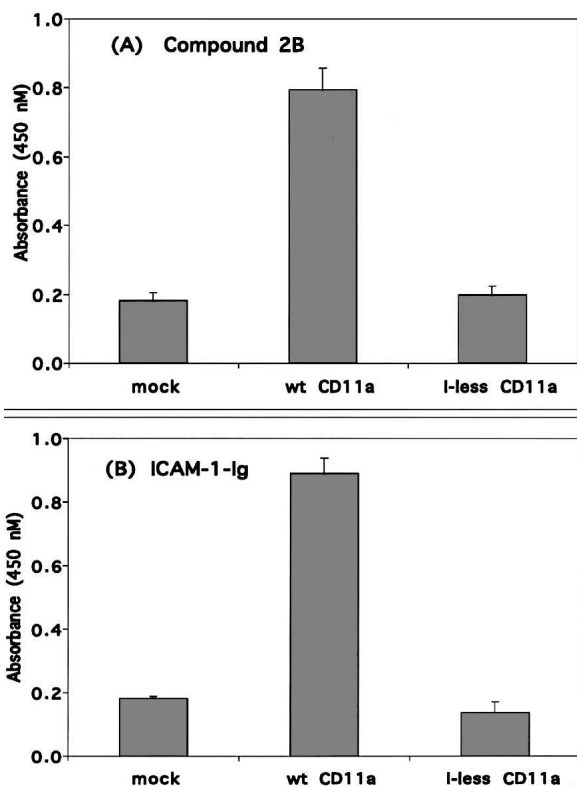 (A) Compound 2B
Absorbance (450 nM)
1.0
0.8
0.6
0.4
0.2
0.0
mock wt CD11a I-less CD11a
(B) ICAM-1-Ig
Absorbance (450 nM)
1.0
0.8
0.6
0.4
0.2
0.0
mock wt CD11a I-less CD11a